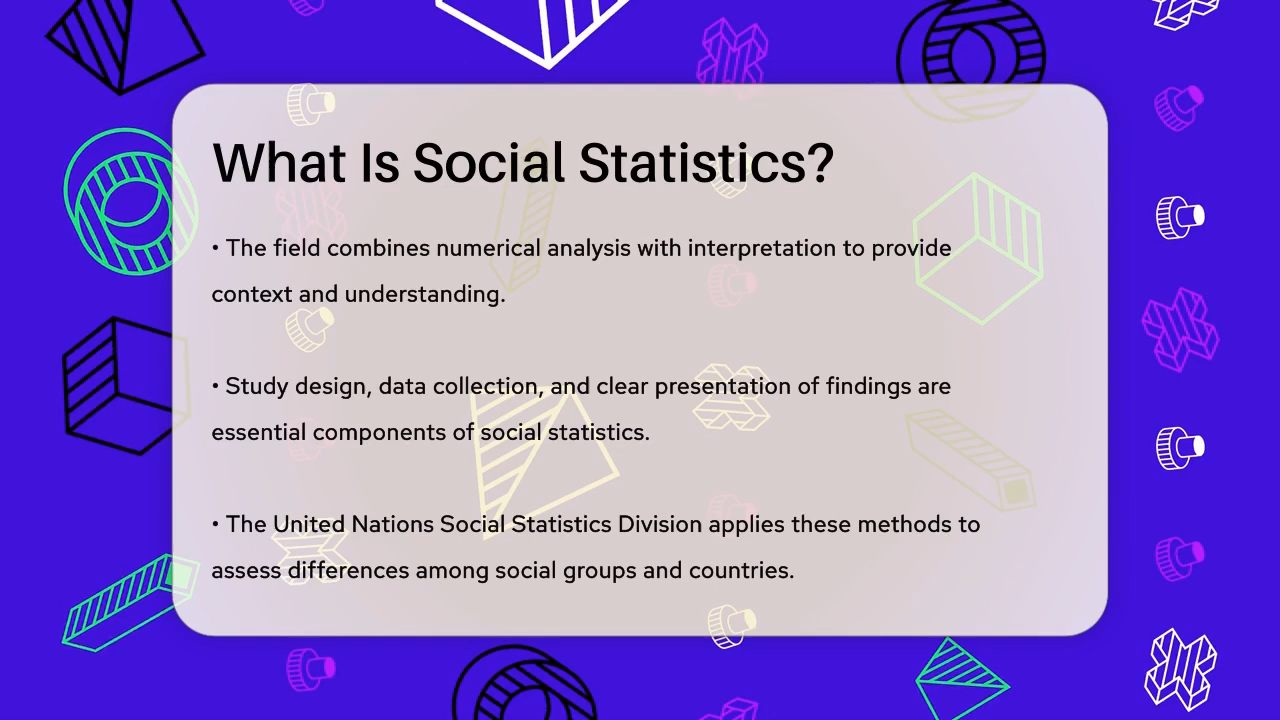 What Is Social Statistics?
• The field combines numerical analysis with interpretation to provide
context and understanding.
• Study design, data collection, and clear presentation of findings are
essential components of social statistics.
• The United Nations Social Statistics Division applies these methods to
assess differences among social groups and countries.